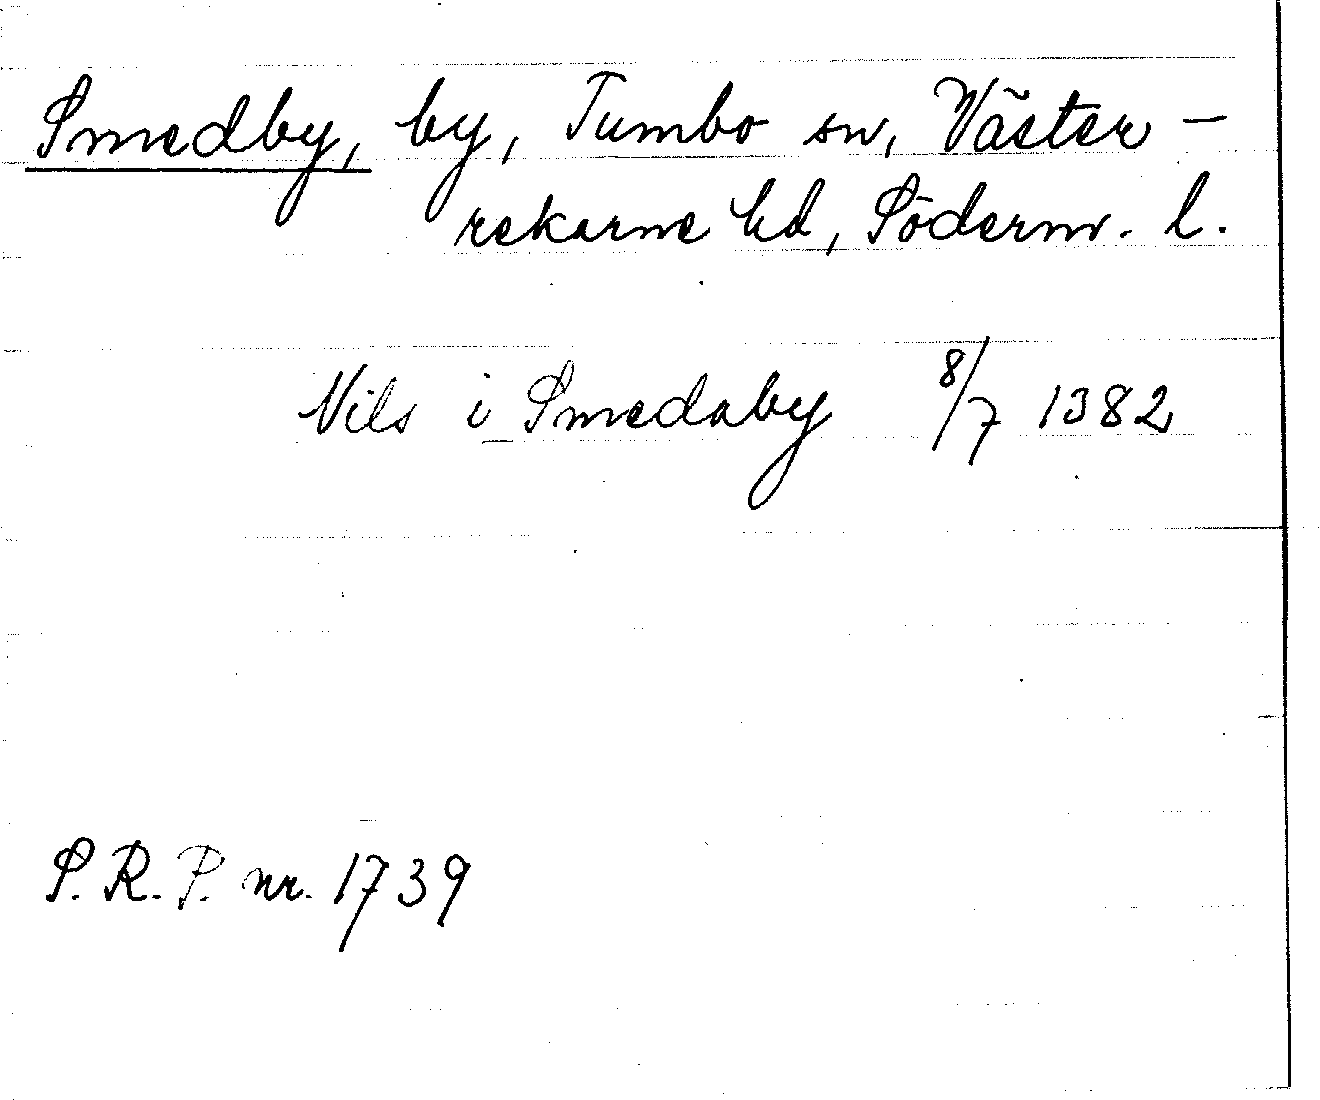 Smedby, by, Tumbo sn, Väster-
rekarne hd, Söderm. l.
Nils i Smedaby 8/7 1382
S. R. P. nr. 1739